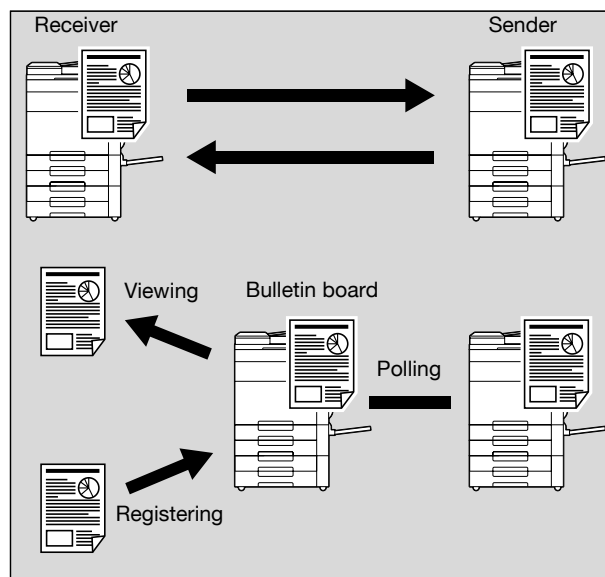 Receiver
Sender
Viewing
Bulletin board
Polling
Registering